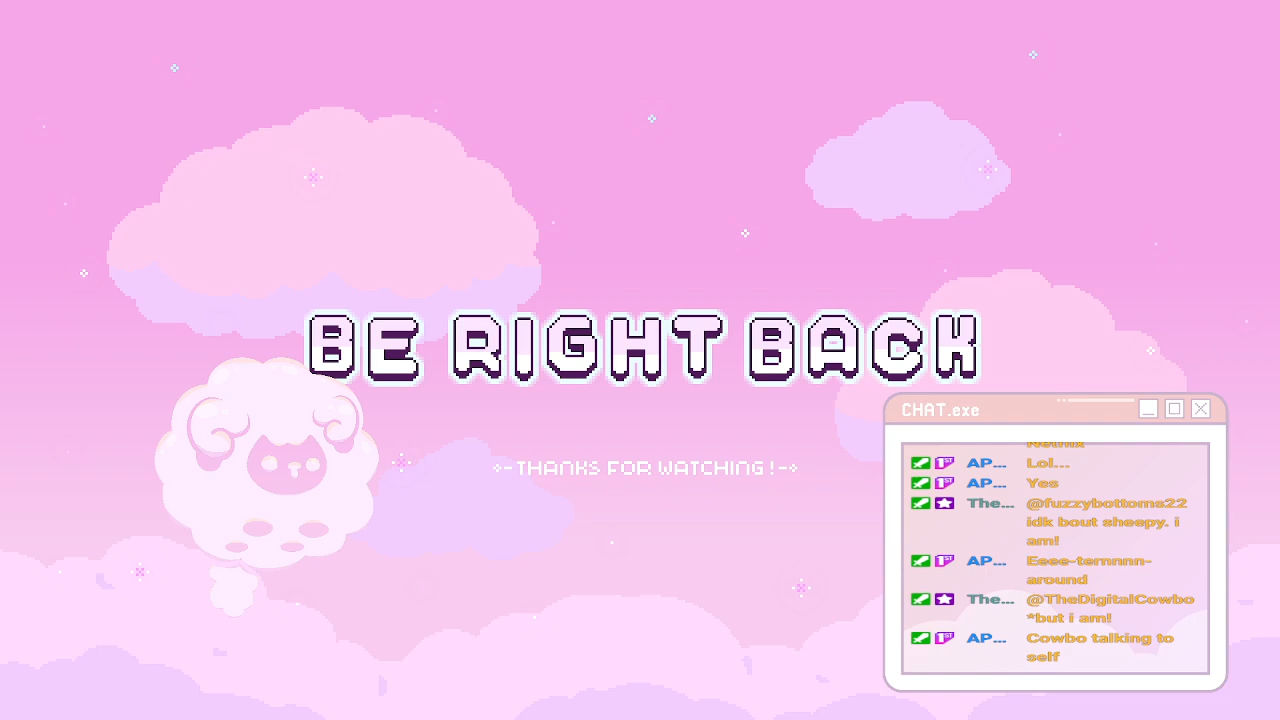 BE RIGHT BACK
THANKS FOR WATCHING!
CHAT.exe
Netflix
AP... Lol...
AP... Yes
The... @fuzzybottoms22
idk bout sheepy. i
am!
AP... Eeee-ternnnn-
around
The... @TheDigitalCowbo
*but i am!
AP... Cowbo talking to
self